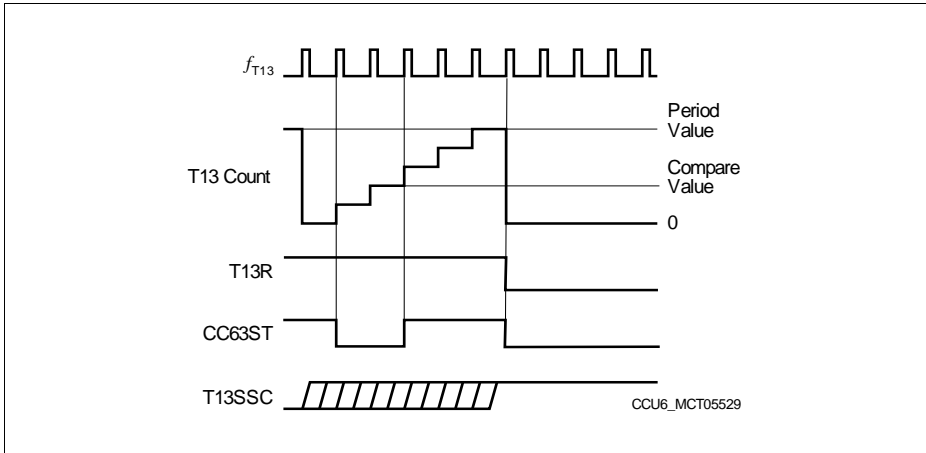 fT13
Period
Value
T13 Count
Compare
Value
0
T13R
CC63ST
T13SSC
CCU6_MCT05529